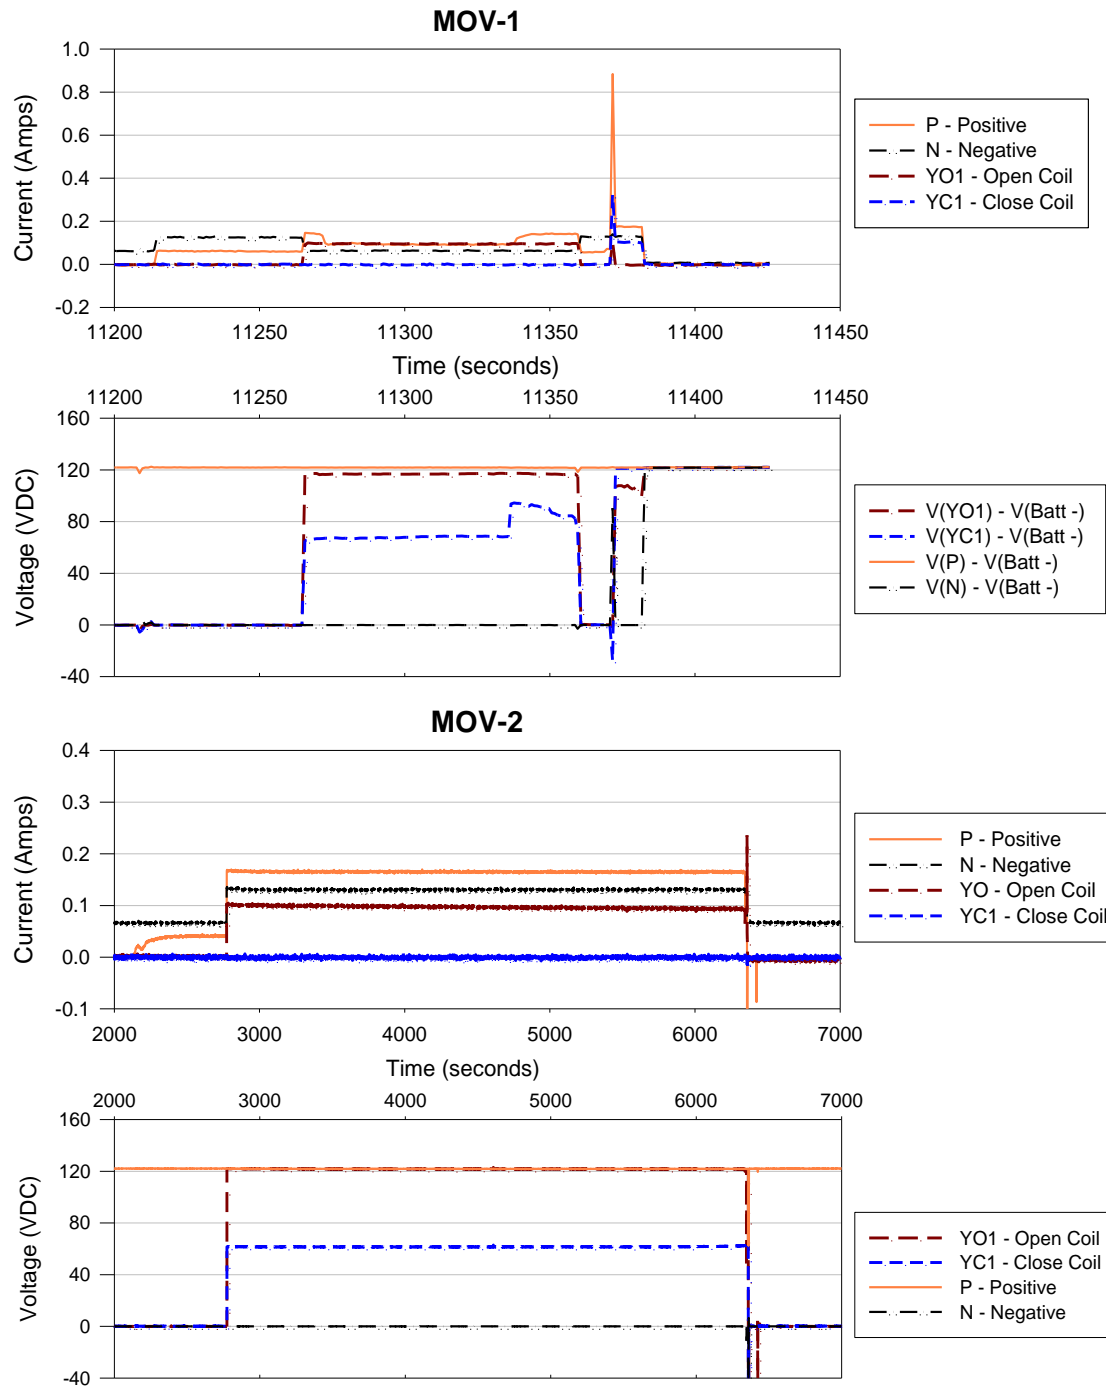 MOV-1
1.0
0.8
0.6
0.4
0.2
0.0
-0.2
Current (Amps)
11200 11250 11300 11350 11400 11450
Time (seconds)
P - Positive
N - Negative
YO1 - Open Coil
YC1 - Close Coil
11200 11250 11300 11350 11400 11450
160
120
80
40
0
-40
Voltage (VDC)
V(YO1) - V(Batt -)
V(YC1) - V(Batt -)
V(P) - V(Batt -)
V(N) - V(Batt -)
MOV-2
0.4
0.3
0.2
0.1
0.0
-0.1
Current (Amps)
2000 3000 4000 5000 6000 7000
Time (seconds)
P - Positive
N - Negative
YO - Open Coil
YC1 - Close Coil
2000 3000 4000 5000 6000 7000
160
120
80
40
0
-40
Voltage (VDC)
YO1 - Open Coil
YC1 - Close Coil
P - Positive
N - Negative